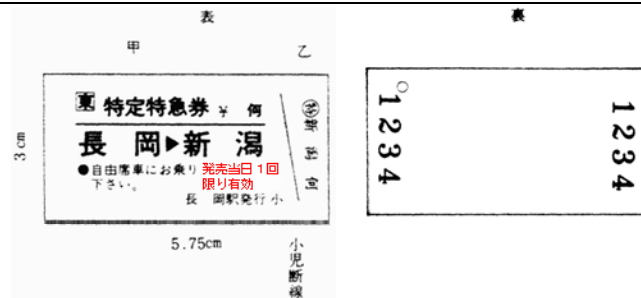 表
裏
甲
乙
東 特定特急券 ¥ 何
長 岡▶新 潟
●自由席車にお乗り
下さい。
発売当日1回
限り有効
長 岡駅発行 小
特 新 潟 何
3cm
5.75cm
小児断線
1234
1234